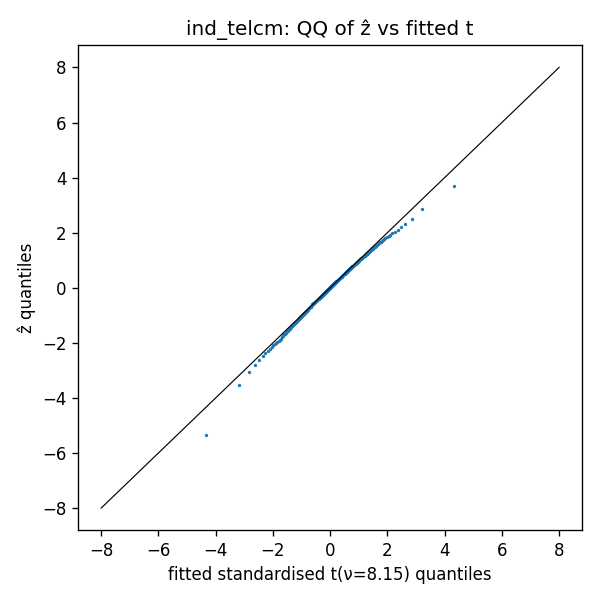 ind_telcm: QQ of ẑ vs fitted t
ẑ quantiles
8
6
4
2
0
−2
−4
−6
−8
−8 −6 −4 −2 0 2 4 6 8
fitted standardised t(ν=8.15) quantiles